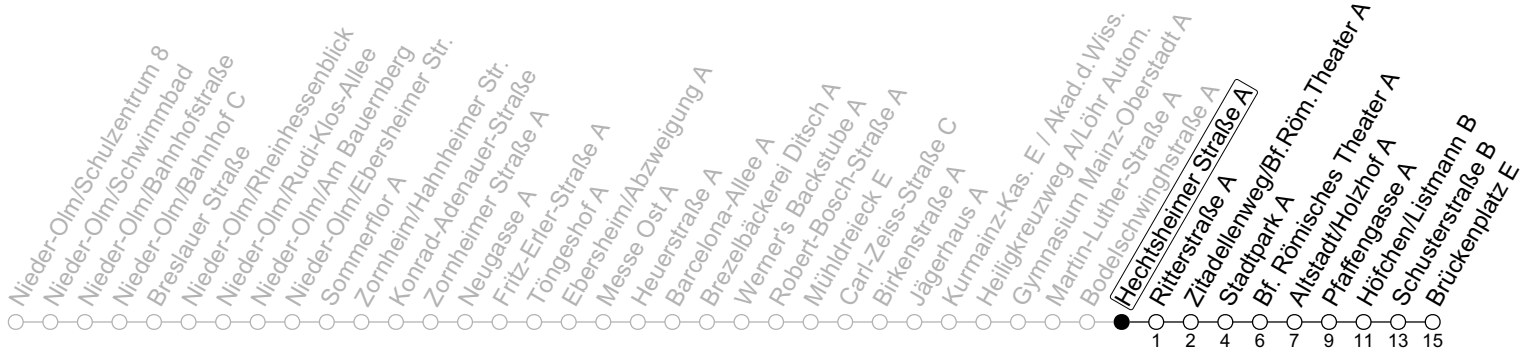 Nieder-Olm/Schulzentrum 8
Nieder-Olm/Schwimmbad
Nieder-Olm/Bahnhofstraße
Nieder-Olm/Bahnhof C
Breslauer Straße
Nieder-Olm/Rheinhessenblick
Nieder-Olm/Rudi-Klos-Allee
Nieder-Olm/Am Bauernberg
Nieder-Olm/Ebersheimer Str.
Sommerflor A
Zornheim/Hahnheimer Str.
Konrad-Adenauer-Straße
Zornheimer Straße A
Neugasse A
Fritz-Erler-Straße A
Töngeshof A
Ebersheim/Abzweigung A
Messe Ost A
Heuerstraße A
Barcelona-Allee A
Brezelbäckerei Ditsch A
Werner's Backstube A
Robert-Bosch-Straße A
Mühldreieck E
Carl-Zeiss-Straße C
Birkenstraße A
Jägerhaus A
Kurmainz-Kas. E / Akad.d.Wiss.
Heiligkreuzweg A/Löhr Autom.
Gymnasium Mainz-Oberstadt A
Martin-Luther-Straße A
Bodelschwinghstraße A
Hechtsheimer Straße A
Ritterstraße A
Zitadellenweg/Bf.Röm.Theater A
Stadtpark A
Bf. Römisches Theater A
Altstadt/Holzhof A
Pfaffengasse A
Höfchen/Listmann B
Schusterstraße B
Brückenplatz E
1 2 4 6 7 9 11 13 15